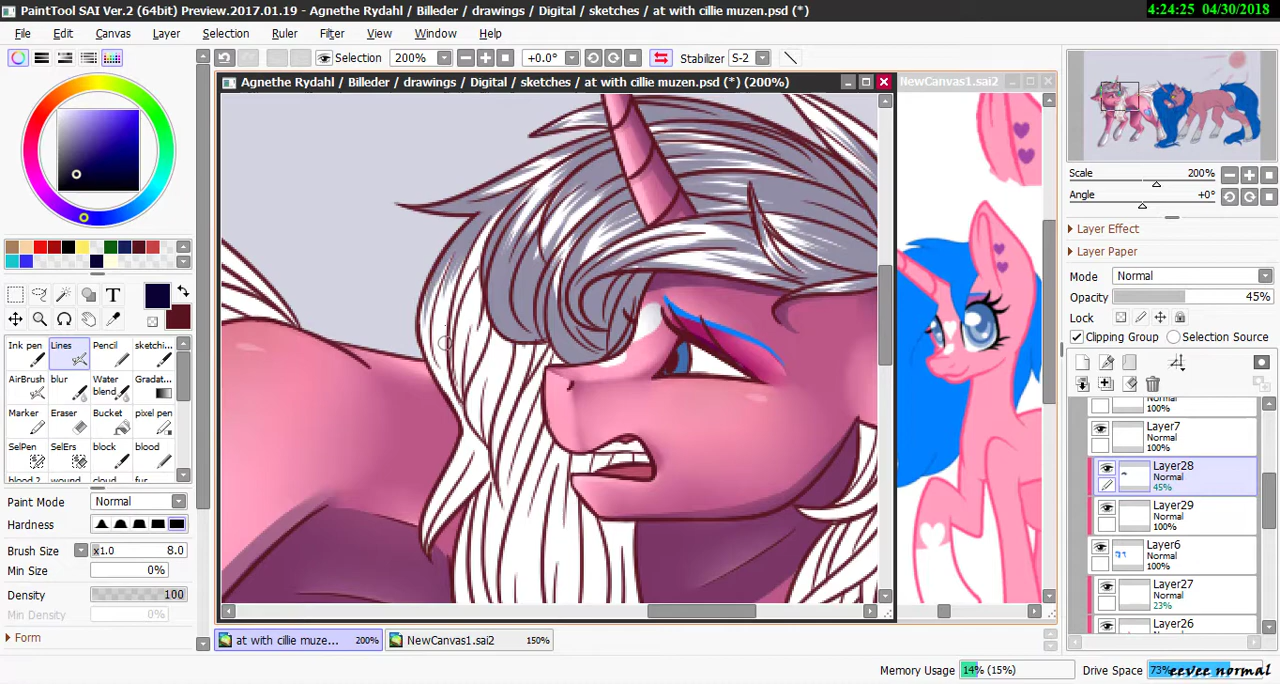 PaintTool SAI Ver.2 (64bit) Preview.2017.01.19 - Agnethe Rydahl / Billeder / drawings / Digital / sketches / at with cillie muzen.psd (*)
4:24:25 04/30/2018
File Edit Canvas Layer Selection Ruler Filter View Window Help
Selection 200% +0.0° Stabilizer S-2
Agnethe Rydahl / Billeder / drawings / Digital / sketches / at with cillie muzen.psd (*) (200%)
NewCanvas1.sai2
Scale 200%
Angle +0°
Layer Effect
Layer Paper
Mode Normal
Opacity 45%
Lock
Clipping Group Selection Source
T
Ink pen Lines Pencil sketchi
AirBrush blur Water blend Gradat
Marker Eraser Bucket pixel pen
SelPen SelErs block blood
blood 2 wound cloud fur
Paint Mode Normal
Hardness
Brush Size x1.0 8.0
Min Size 0%
Density 100
Min Density 0%
Form
Normal
100%
Layer7
Normal
100%
Layer28
Normal
45%
Layer29
Normal
100%
Layer6
Normal
100%
Layer27
Normal
23%
Layer26
Normal
at with cillie muze... 200% NewCanvas1.sai2 150%
Memory Usage 14% (15%) Drive Space 73%
eevee normal